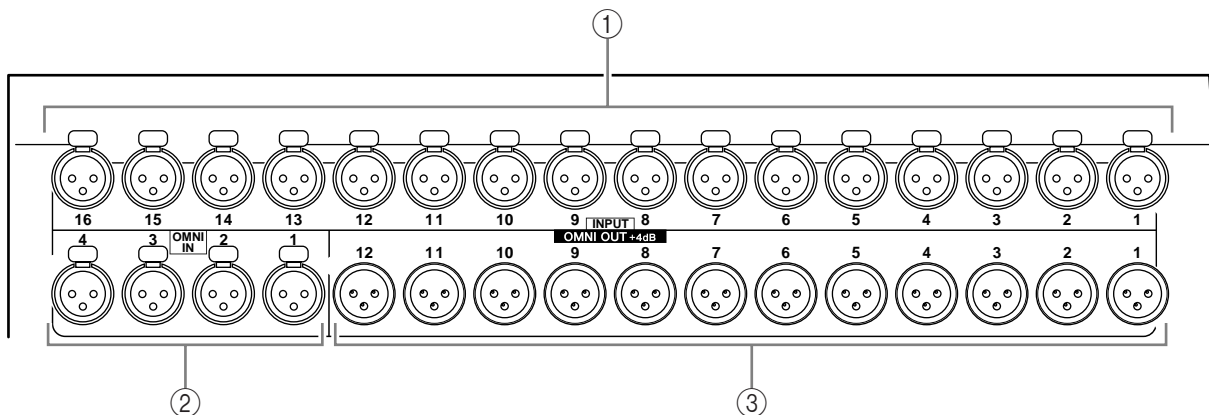 ①
16 15 14 13 12 11 10 9 8 7 6 5 4 3 2 1
INPUT
OMNI OUT +4dB
4 3 OMNI IN 2 1 12 11 10 9 8 7 6 5 4 3 2 1
② ③